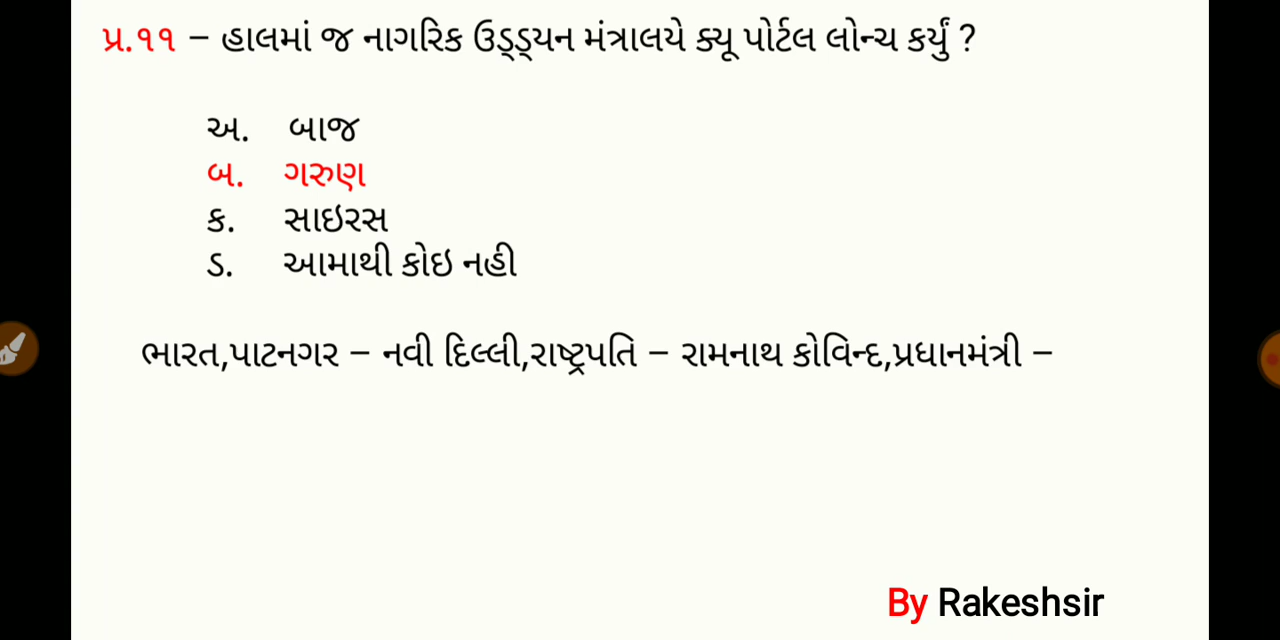 પ્ર.૧૧ – હાલમાં જ નાગરિક ઉડ્ડ્યન મંત્રાલયે ક્યૂ પોર્ટલ લોન્ચ કર્યું ?
અ. બાજ
બ. ગરુણ
ક. સાઇરસ
ડ. આમાથી કોઇ નહી
ભારત,પાટનગર – નવી દિલ્લી,રાષ્ટ્રપતિ – રામનાથ કોવિન્દ,પ્રધાનમંત્રી –
By Rakeshsir